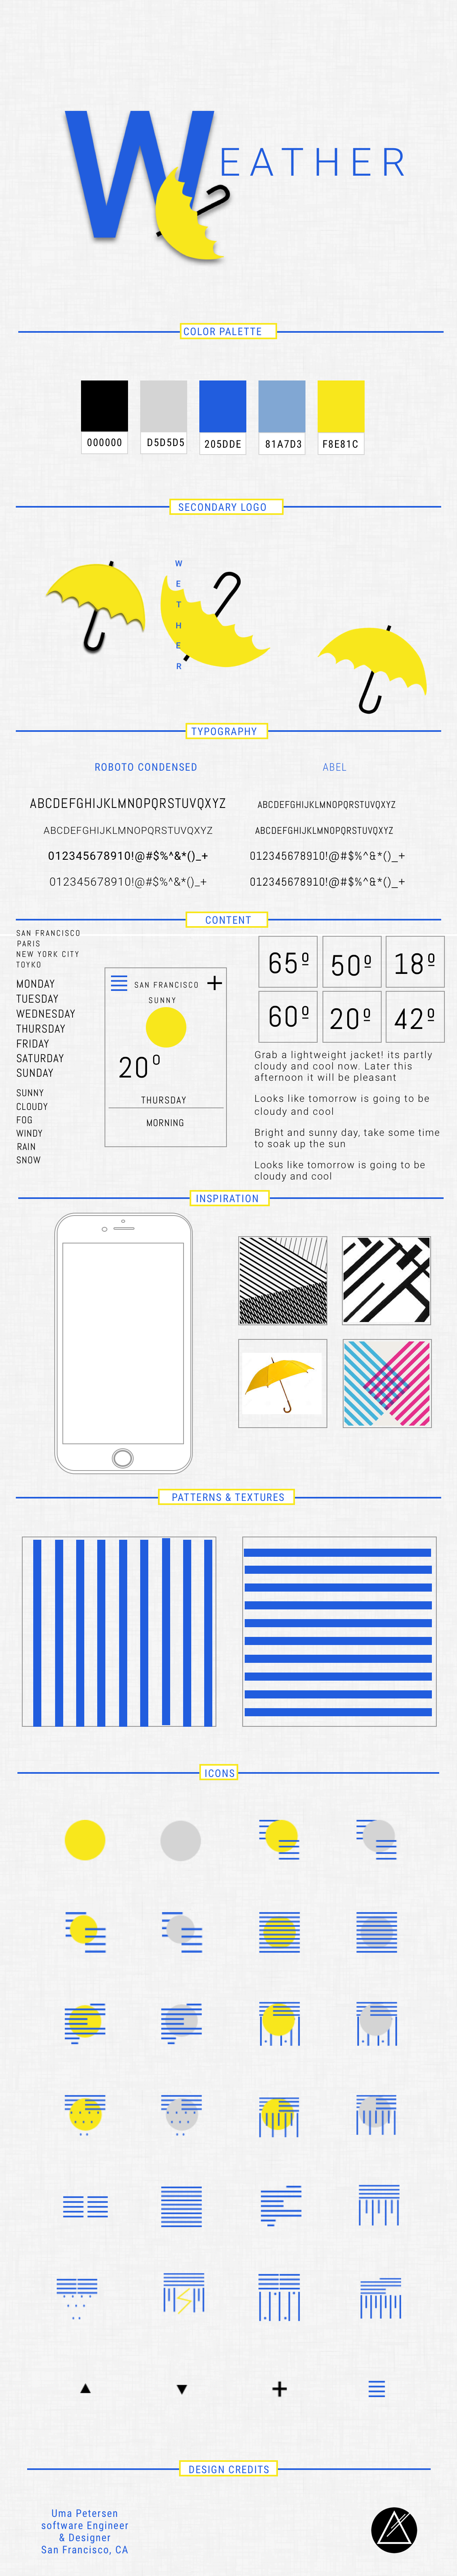 WEATHER
COLOR PALETTE
000000 D5D5D5 205DDE 81A7D3 F8E81C
SECONDARY LOGO
W
E
T
H
E
R
TYPOGRAPHY
ROBOTO CONDENSED
ABCDEFGHIJKLMNOPQRSTUVQXYZ
ABCDEFGHIJKLMNOPQRSTUVQXYZ
012345678910!@#$%^&*()_+
012345678910!@#$%^&*()_+
ABEL
ABCDEFGHIJKLMNOPQRSTUVQXYZ
ABCDEFGHIJKLMNOPQRSTUVQXYZ
012345678910!@#$%^&*()_+
012345678910!@#$%^&*()_+
CONTENT
SAN FRANCISCO
PARIS
NEW YORK CITY
TOYKO
MONDAY
TUESDAY
WEDNESDAY
THURSDAY
FRIDAY
SATURDAY
SUNDAY
SUNNY
CLOUDY
FOG
WINDY
RAIN
SNOW
SAN FRANCISCO
SUNNY
20º
THURSDAY
MORNING
65º 50º 18º
60º 20º 42º
Grab a lightweight jacket! its partly
cloudy and cool now. Later this
afternoon it will be pleasant
Looks like tomorrow is going to be
cloudy and cool
Bright and sunny day, take some time
to soak up the sun
Looks like tomorrow is going to be
cloudy and cool
INSPIRATION
PATTERNS & TEXTURES
ICONS
DESIGN CREDITS
Uma Petersen
software Engineer
& Designer
San Francisco, CA